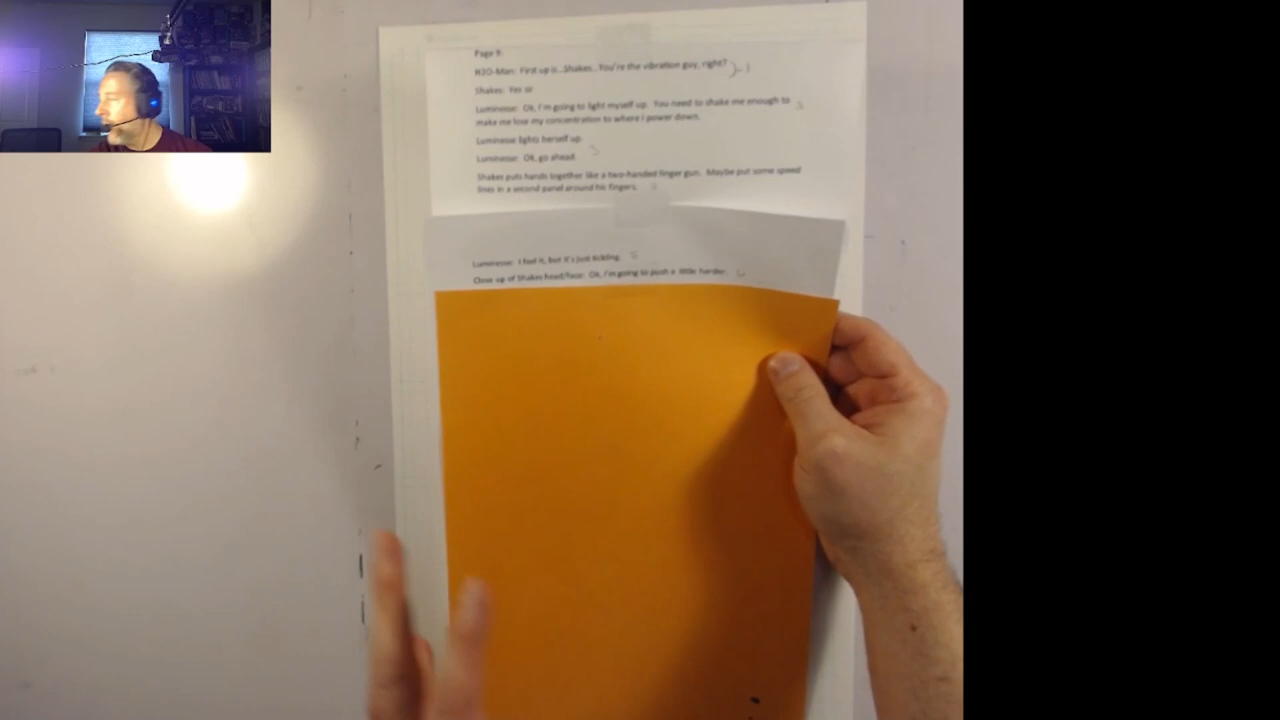 Page 9:
H2O-Man: First up is...Shakes...You're the vibration guy, right?
Shakes: Yes sir
Luminesse: Ok, I'm going to light myself up. You need to shake me enough to
make me lose my concentration to where I power down.
Luminesse lights herself up.
Luminesse: Ok, go ahead.
Shakes puts hands together like a two-handed finger gun. Maybe put some speed
lines in a second panel around his fingers.
Luminesse: I feel it, but it's just tickling.
Close up of Shakes head/face: Ok, I'm going to push a little harder.